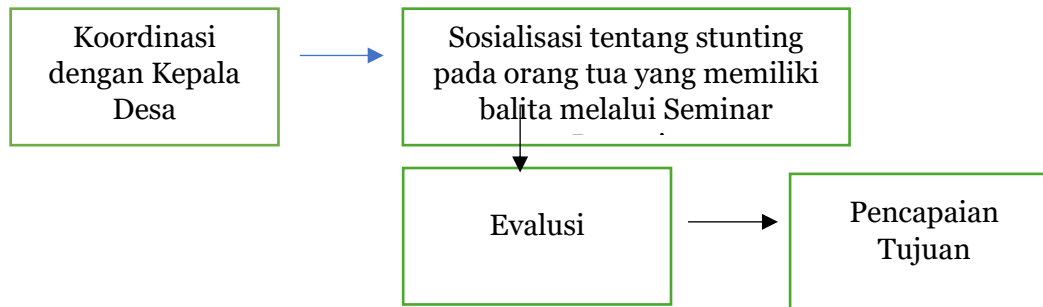 Koordinasi
dengan Kepala
Desa
Sosialisasi tentang stunting
pada orang tua yang memiliki
balita melalui Seminar
Evalusi
Pencapaian
Tujuan